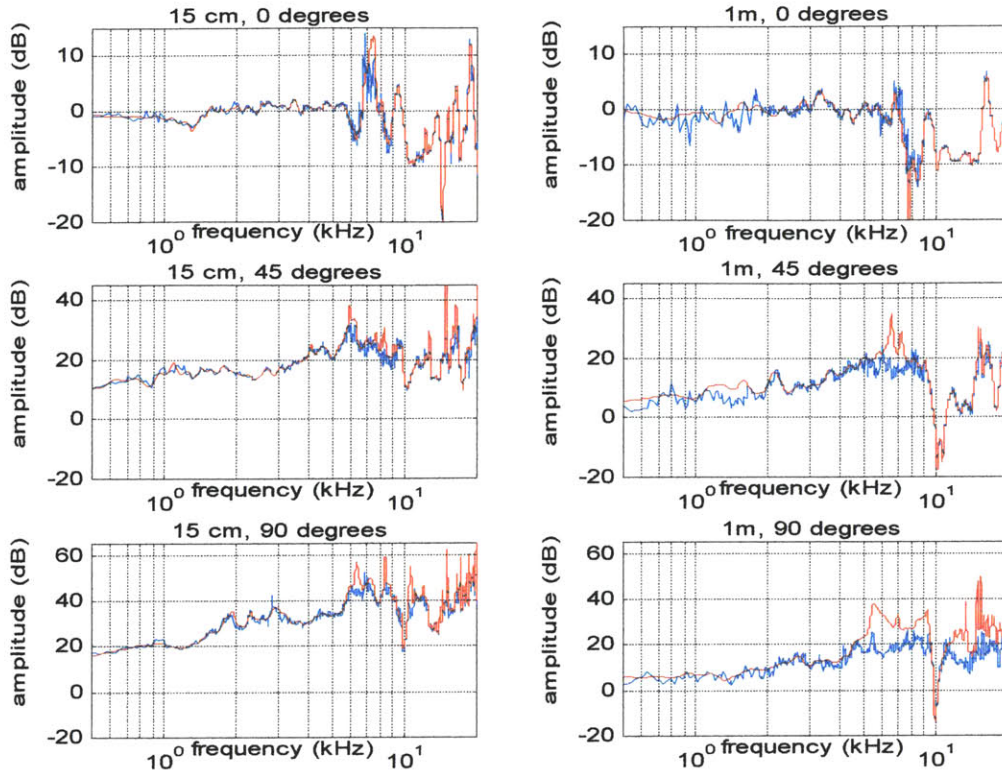 15 cm, 0 degrees
amplitude (dB)
10
0
-10
-20
10⁰ frequency (kHz) 10¹
1m, 0 degrees
amplitude (dB)
10
0
-10
-20
10⁰ frequency (kHz) 10¹
15 cm, 45 degrees
amplitude (dB)
40
20
0
-20
10⁰ frequency (kHz) 10¹
1m, 45 degrees
amplitude (dB)
40
20
0
-20
10⁰ frequency (kHz) 10¹
15 cm, 90 degrees
amplitude (dB)
60
40
20
0
-20
10⁰ frequency (kHz) 10¹
1m, 90 degrees
amplitude (dB)
60
40
20
0
-20
10⁰ frequency (kHz) 10¹